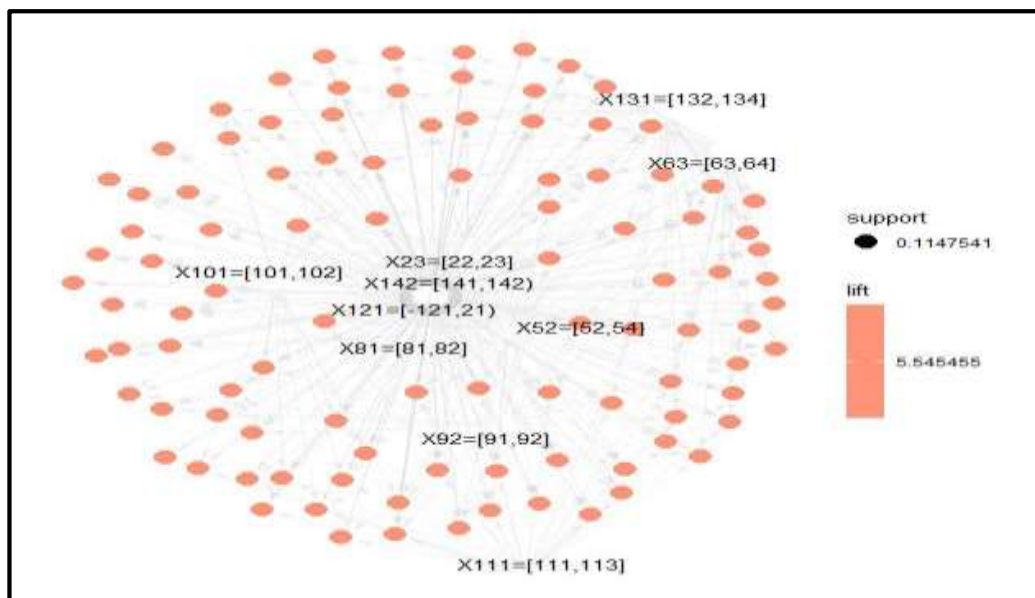 X131=[132,134]
X63=[63,64]
support
0.1147541
X23=[22,23]
X101=[101,102]
X142=[141,142)
lift
X121=[-121,21)
X52=[52,54]
X81=[81,82]
5.545455
X92=[91,92]
X111=[111,113]